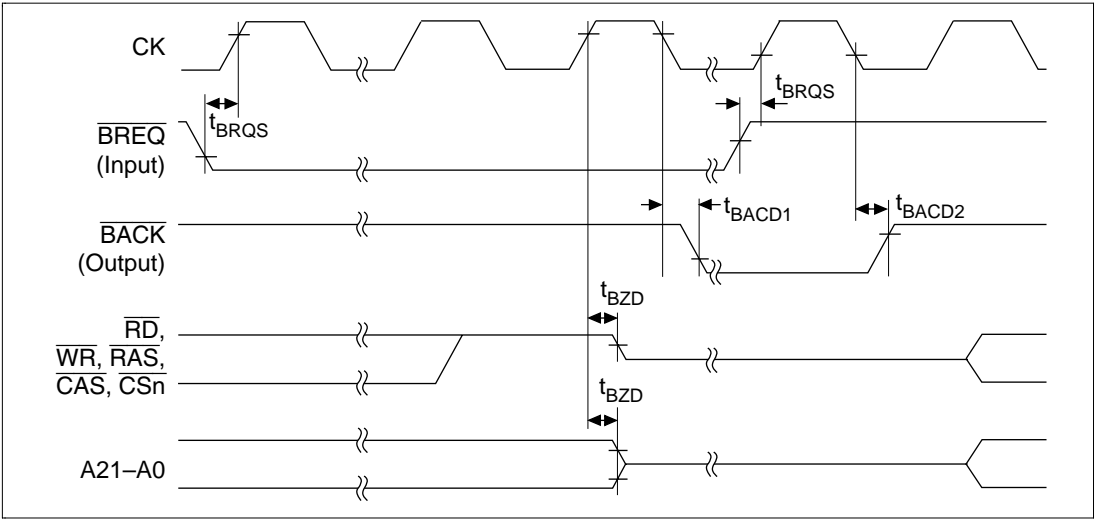 CK
tBRQS
tBRQS
BREQ
(Input)
tBACD1
tBACD2
BACK
(Output)
tBZD
RD,
WR, RAS,
CAS, CSn
tBZD
A21–A0